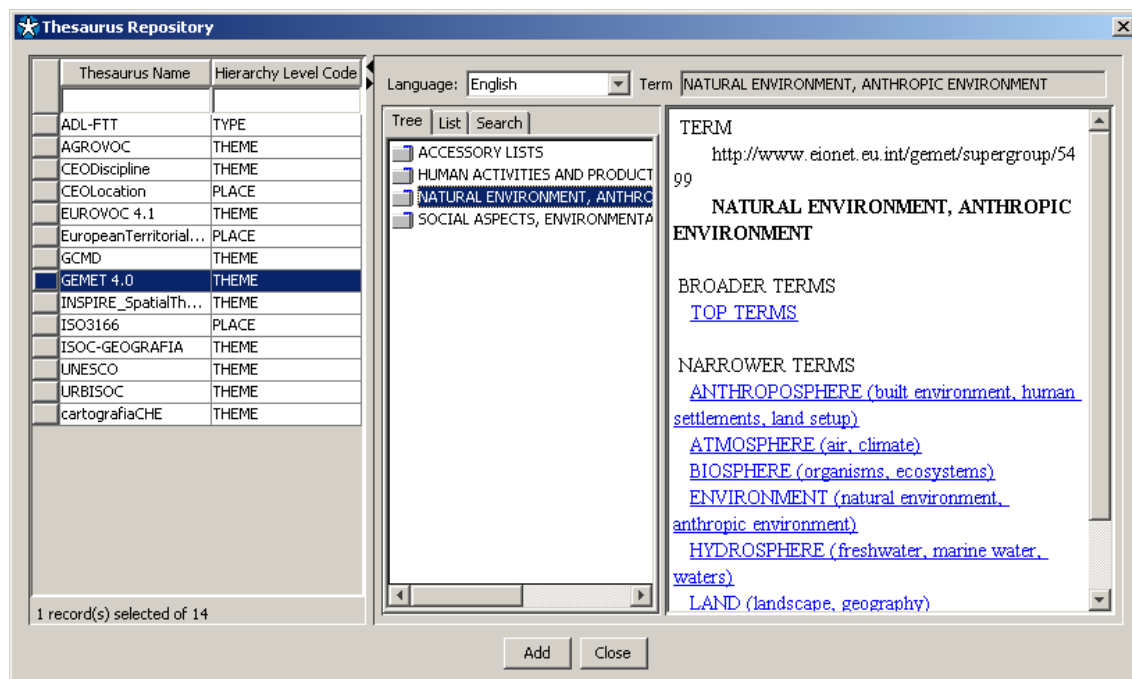 Thesaurus Repository
Thesaurus Name Hierarchy Level Code
ADL-FTT TYPE
AGROVOC THEME
CEODiscipline THEME
CEOLocation PLACE
EUROVOC 4.1 THEME
EuropeanTerritorial... PLACE
GCMD THEME
GEMET 4.0 THEME
INSPIRE_SpatialTh... THEME
ISO3166 PLACE
ISOC-GEOGRAFIA THEME
UNESCO THEME
URBISOC THEME
cartografiaCHE THEME
1 record(s) selected of 14
Language: English Term NATURAL ENVIRONMENT, ANTHROPIC ENVIRONMENT
Tree List Search
ACCESSORY LISTS
HUMAN ACTIVITIES AND PRODUCT
NATURAL ENVIRONMENT, ANTHRO
SOCIAL ASPECTS, ENVIRONMENTA
TERM
http://www.eionet.eu.int/gemet/supergroup/54
99
NATURAL ENVIRONMENT, ANTHROPIC
ENVIRONMENT
BROADER TERMS
TOP TERMS
NARROWER TERMS
ANTHROPOSPHERE (built environment, human
settlements, land setup)
ATMOSPHERE (air, climate)
BIOSPHERE (organisms, ecosystems)
ENVIRONMENT (natural environment,
anthropic environment)
HYDROSPHERE (freshwater, marine water,
waters)
LAND (landscape, geography)
Add Close